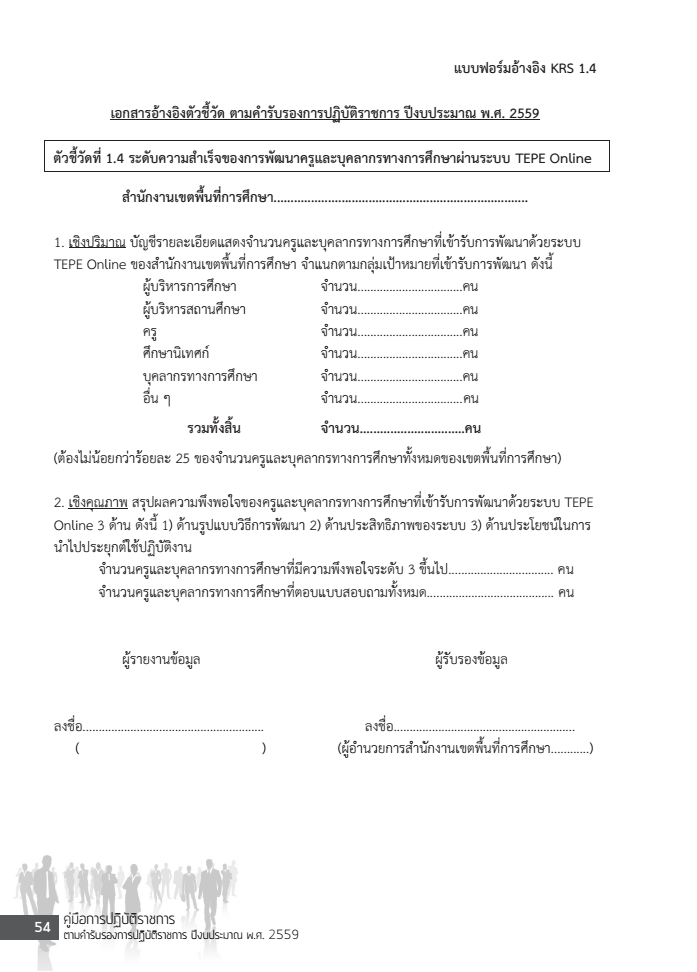 แบบฟอร์มอ้างอิง KRS 1.4
เอกสารอ้างอิงตัวชี้วัด ตามคำรับรองการปฏิบัติราชการ ปีงบประมาณ พ.ศ. 2559
ตัวชี้วัดที่ 1.4 ระดับความสำเร็จของการพัฒนาครูและบุคลากรทางการศึกษาผ่านระบบ TEPE Online
สำนักงานเขตพื้นที่การศึกษา...........................................................................
1. เชิงปริมาณ บัญชีรายละเอียดแสดงจำนวนครูและบุคลากรทางการศึกษาที่เข้ารับการพัฒนาด้วยระบบ
TEPE Online ของสำนักงานเขตพื้นที่การศึกษา จำแนกตามกลุ่มเป้าหมายที่เข้ารับการพัฒนา ดังนี้
ผู้บริหารการศึกษา จำนวน................................คน
ผู้บริหารสถานศึกษา จำนวน................................คน
ครู จำนวน................................คน
ศึกษานิเทศก์ จำนวน................................คน
บุคลากรทางการศึกษา จำนวน................................คน
อื่น ๆ จำนวน................................คน
รวมทั้งสิ้น จำนวน...............................คน
(ต้องไม่น้อยกว่าร้อยละ 25 ของจำนวนครูและบุคลากรทางการศึกษาทั้งหมดของเขตพื้นที่การศึกษา)
2. เชิงคุณภาพ สรุปผลความพึงพอใจของครูและบุคลากรทางการศึกษาที่เข้ารับการพัฒนาด้วยระบบ TEPE
Online 3 ด้าน ดังนี้ 1) ด้านรูปแบบวิธีการพัฒนา 2) ด้านประสิทธิภาพของระบบ 3) ด้านประโยชน์ในการ
นำไปประยุกต์ใช้ปฏิบัติงาน
จำนวนครูและบุคลากรทางการศึกษาที่มีความพึงพอใจระดับ 3 ขึ้นไป................................ คน
จำนวนครูและบุคลากรทางการศึกษาที่ตอบแบบสอบถามทั้งหมด....................................... คน
ผู้รายงานข้อมูล ผู้รับรองข้อมูล
ลงชื่อ............................................................ ลงชื่อ............................................................
( ) (ผู้อำนวยการสำนักงานเขตพื้นที่การศึกษา............)
54 คู่มือการปฏิบัติราชการ
ตามคำรับรองการปฏิบัติราชการ ปีงบประมาณ พ.ศ. 2559